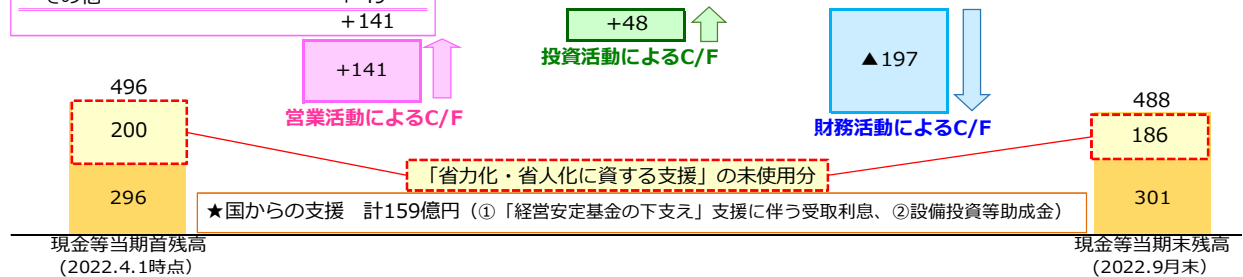 +141
+48
投資活動によるC/F
+141
営業活動によるC/F
▲197
財務活動によるC/F
496
200
296
488
186
301
「省力化・省人化に資する支援」の未使用分
★国からの支援 計159億円（①「経営安定基金の下支え」支援に伴う受取利息、②設備投資等助成金）
現金等当期首残高
(2022.4.1時点）
現金等当期末残高
(2022.9月末）